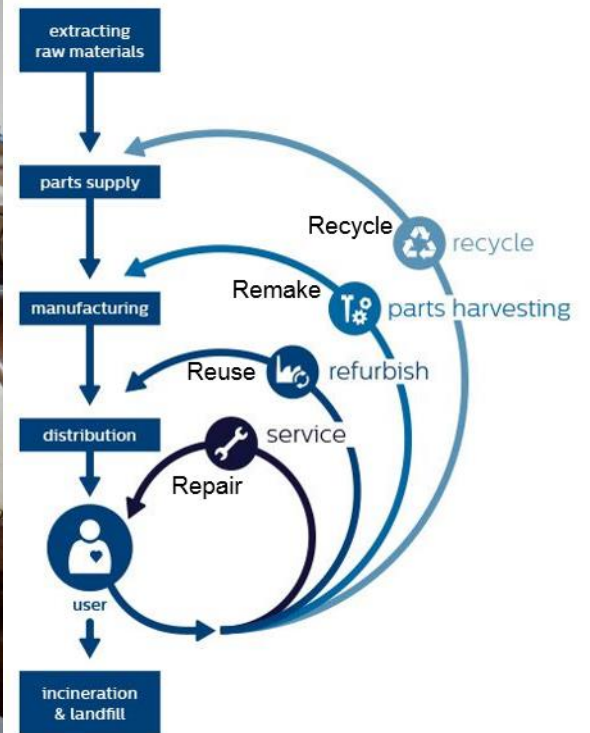 extracting
raw materials
parts supply
Recycle
recycle
Remake
manufacturing
parts harvesting
Reuse
refurbish
distribution
service
Repair
user
incineration
& landfill